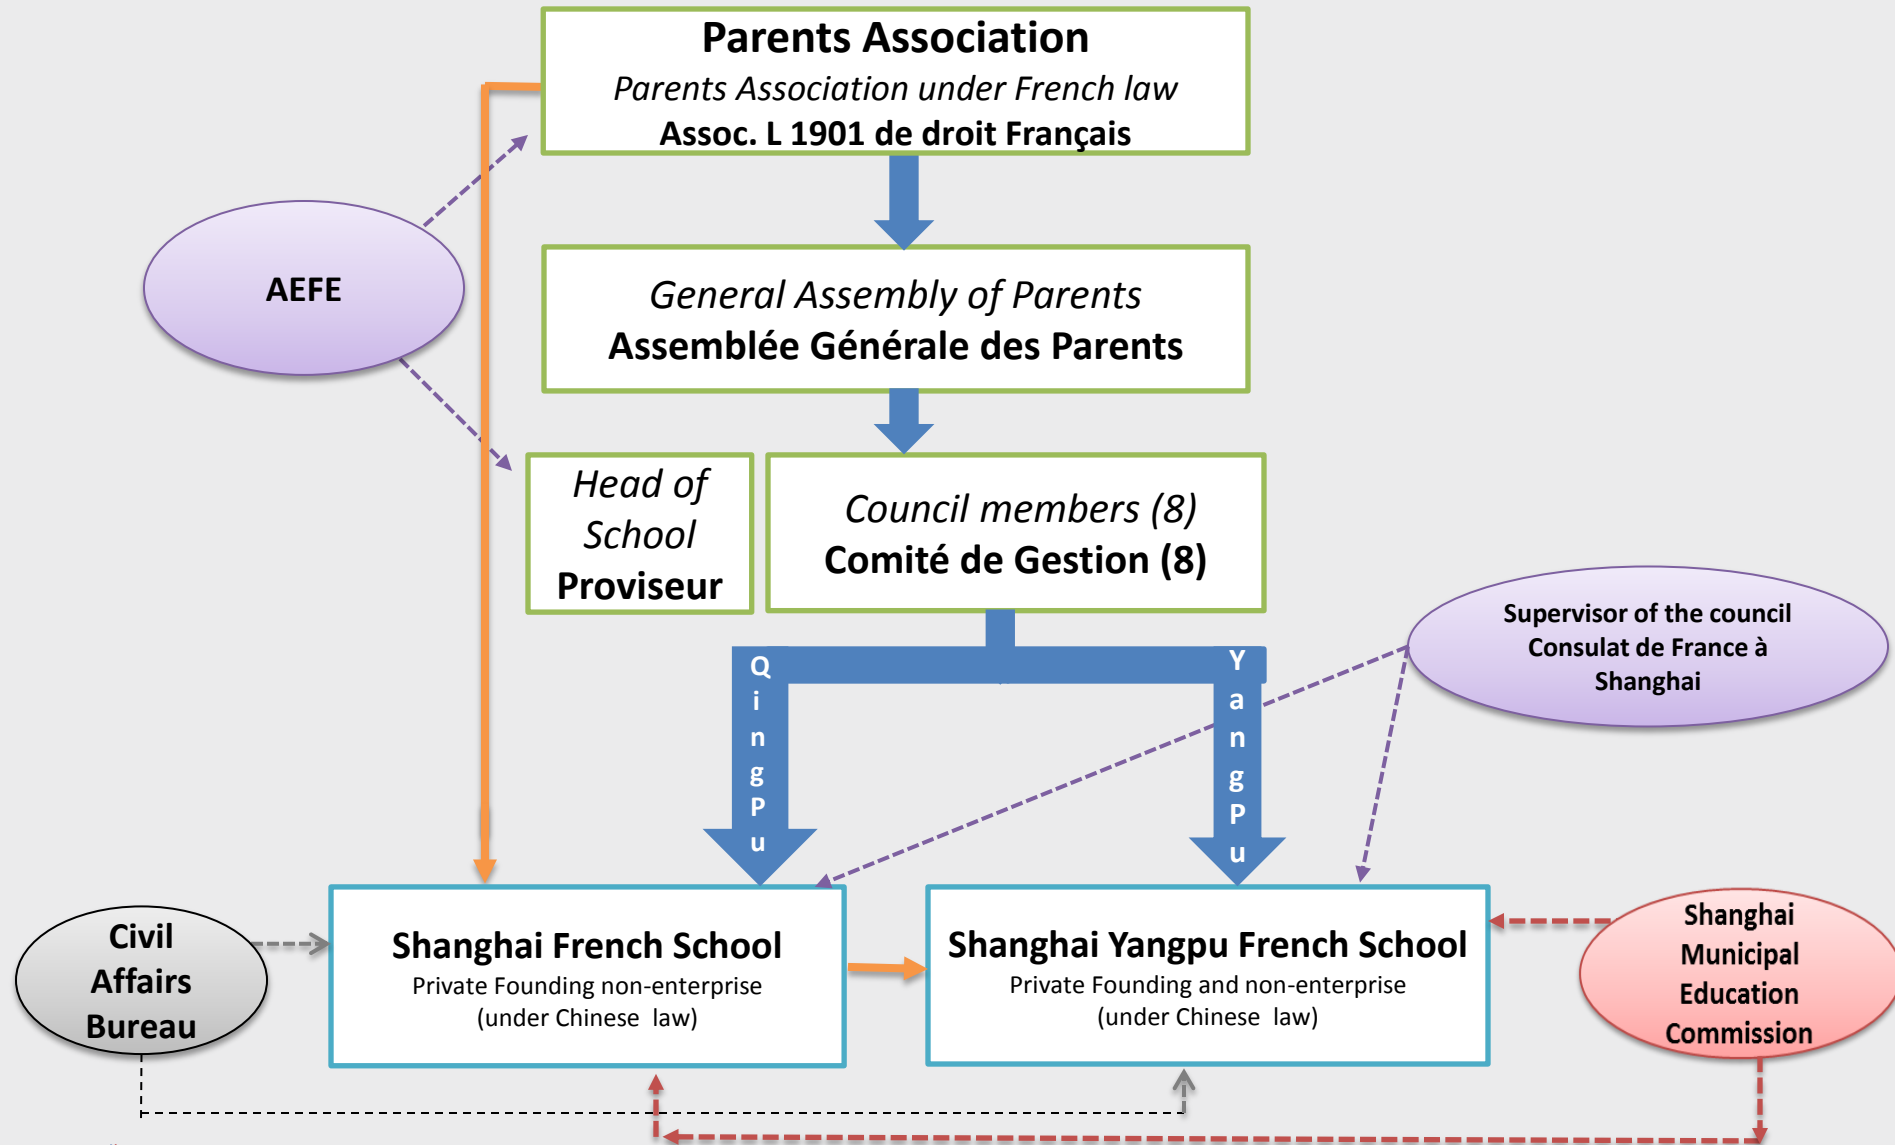 Parents Association
Parents Association under French law
Assoc. L 1901 de droit Français
AEFE
General Assembly of Parents
Assemblée Générale des Parents
Head of
School
Proviseur
Council members (8)
Comité de Gestion (8)
Supervisor of the council
Consulat de France à
Shanghai
QingPu
YangPu
Civil
Affairs
Bureau
Shanghai French School
Private Founding non-enterprise
(under Chinese law)
Shanghai Yangpu French School
Private Founding and non-enterprise
(under Chinese law)
Shanghai
Municipal
Education
Commission